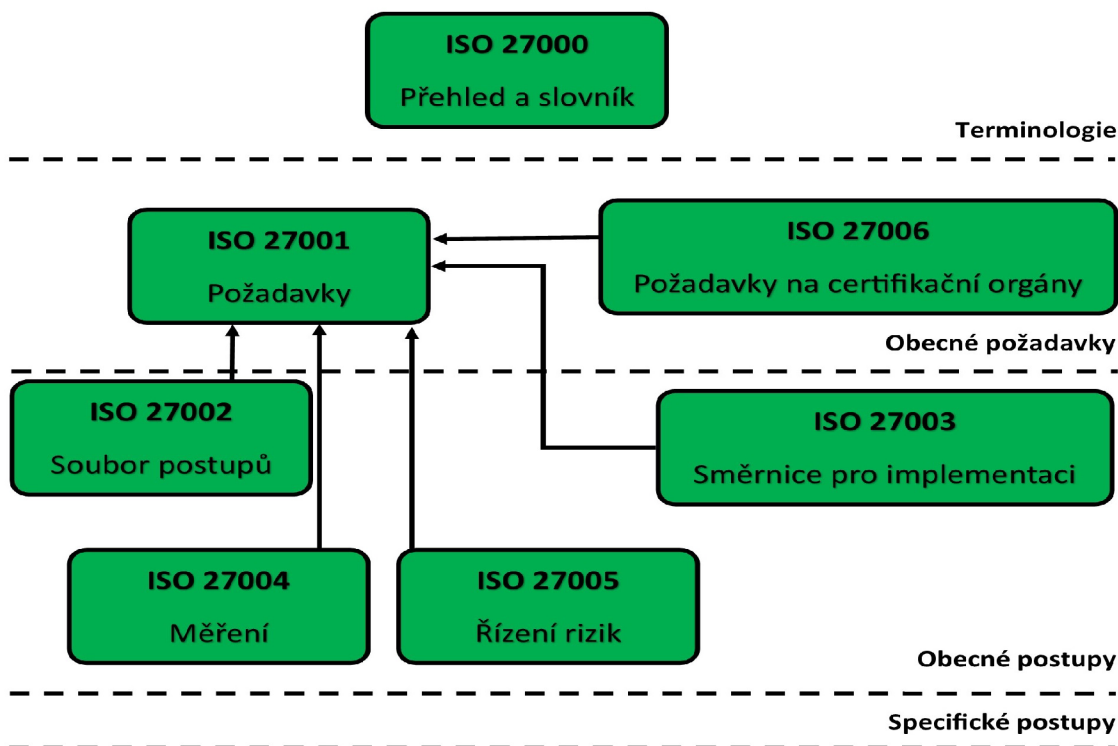 ISO 27000
Přehled a slovník
Terminologie
ISO 27001
Požadavky
ISO 27006
Požadavky na certifikační orgány
Obecné požadavky
ISO 27002
Soubor postupů
ISO 27003
Směrnice pro implementaci
ISO 27004
Měření
ISO 27005
Řízení rizik
Obecné postupy
Specifické postupy